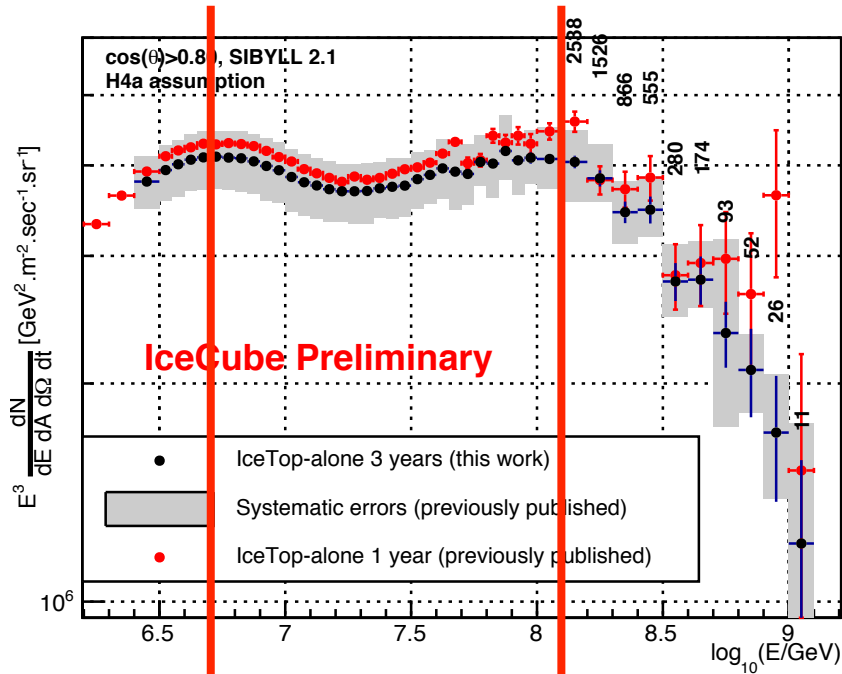 cos(θ)>0.80, SIBYLL 2.1
H4a assumption
2538
1526
866
555
280
174
93
52
26
11
E³ dN/dE dA dΩ dt [GeV².m⁻².sec⁻¹.sr⁻¹]
IceCube Preliminary
IceTop-alone 3 years (this work)
Systematic errors (previously published)
IceTop-alone 1 year (previously published)
10⁶
6.5 7 7.5 8 8.5 9
log₁₀(E/GeV)